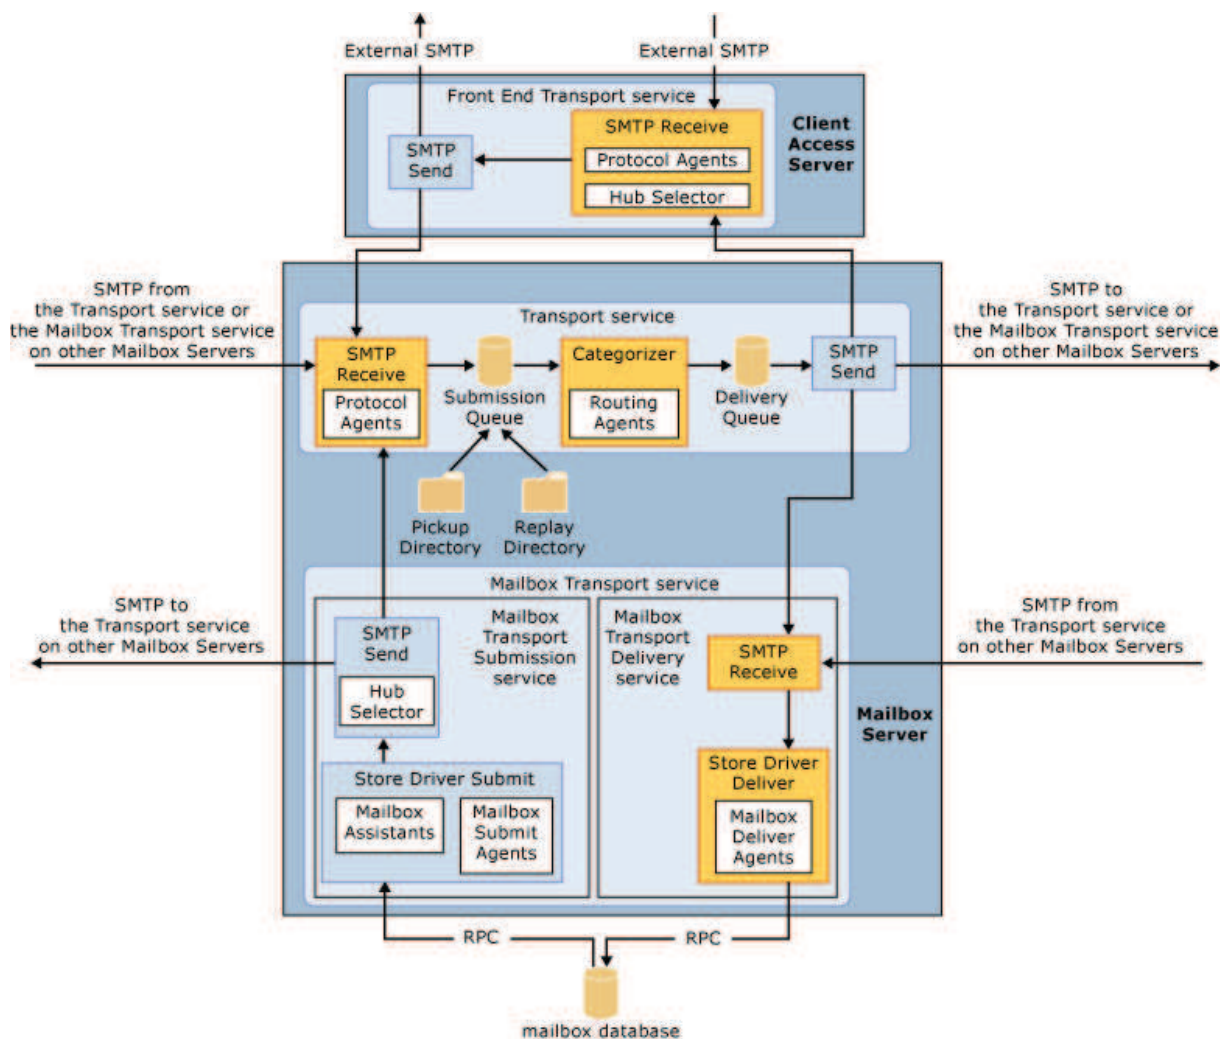 External SMTP
External SMTP
Front End Transport service
SMTP
Send
SMTP Receive
Protocol Agents
Hub Selector
Client
Access
Server
SMTP from
the Transport service or
the Mailbox Transport service
on other Mailbox Servers
SMTP to
the Transport service or
the Mailbox Transport service
on other Mailbox Servers
Transport service
SMTP
Receive
Protocol
Agents
Submission
Queue
Categorizer
Routing
Agents
Delivery
Queue
SMTP
Send
Pickup
Directory
Replay
Directory
Mailbox Transport service
SMTP to
the Transport service
on other Mailbox Servers
SMTP
Send
Hub
Selector
Mailbox
Transport
Submission
service
Mailbox
Transport
Delivery
service
SMTP
Receive
SMTP from
the Transport service
on other Mailbox Servers
Mailbox
Server
Store Driver Submit
Mailbox
Assistants
Mailbox
Submit
Agents
Store Driver
Deliver
Mailbox
Deliver
Agents
RPC
RPC
mailbox database